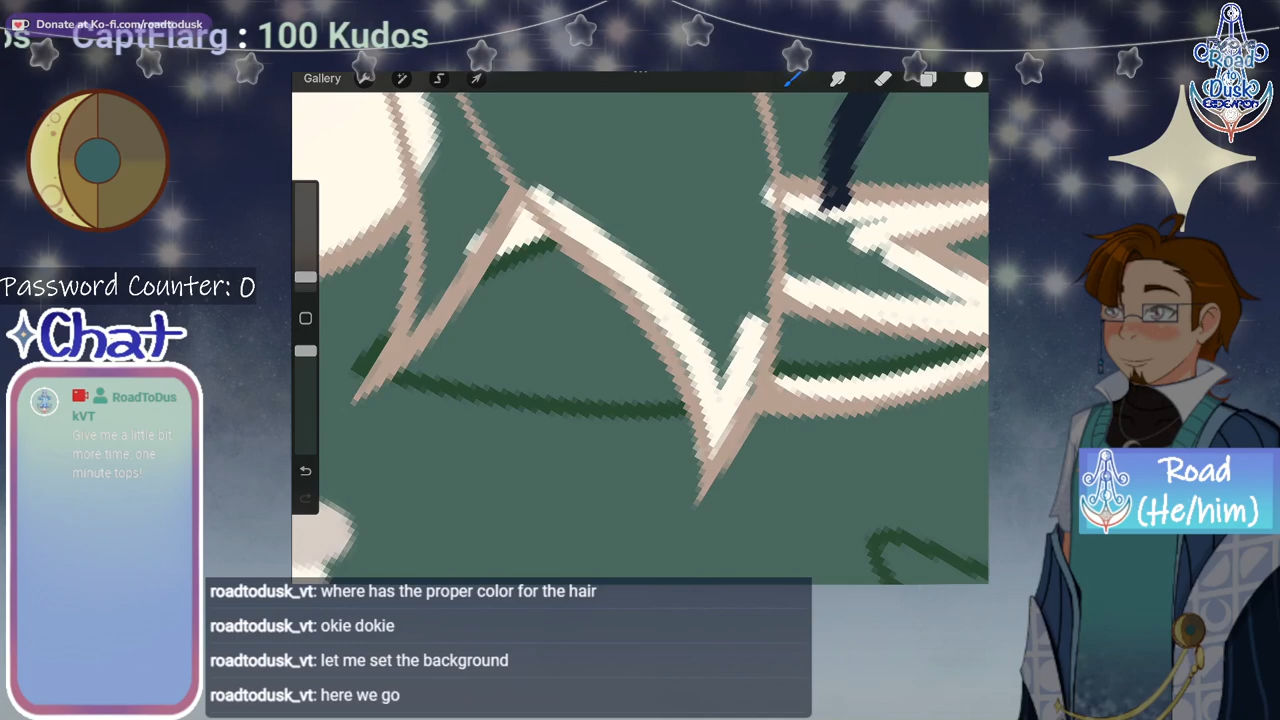 Donate at Ko-fi.com/roadtodusk
CaptFlarg : 100 Kudos
Gallery
Road
to
Dusk
Password Counter: 0
Chat
RoadToDus
kVT
Give me a little bit
more time. one
minute tops!
Road
(He/him)
roadtodusk_vt: where has the proper color for the hair
roadtodusk_vt: okie dokie
roadtodusk_vt: let me set the background
roadtodusk_vt: here we go